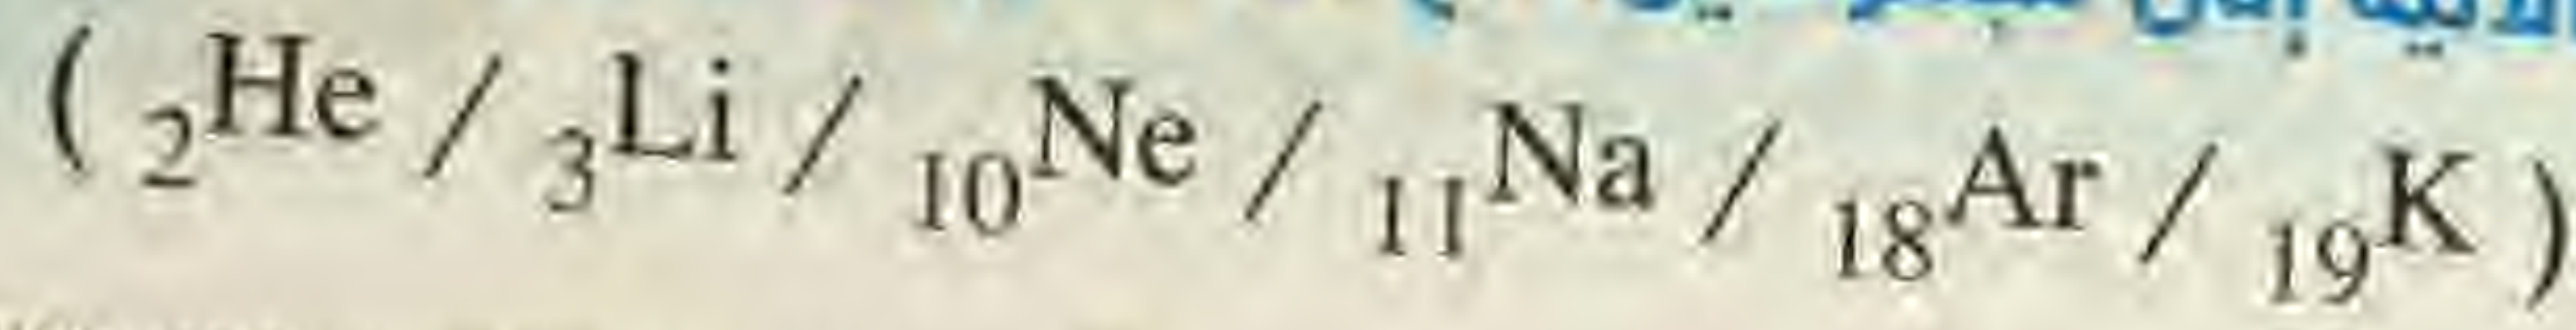 ( ₂He / ₃Li / ₁₀Ne / ₁₁Na / ₁₈Ar / ₁₉K )